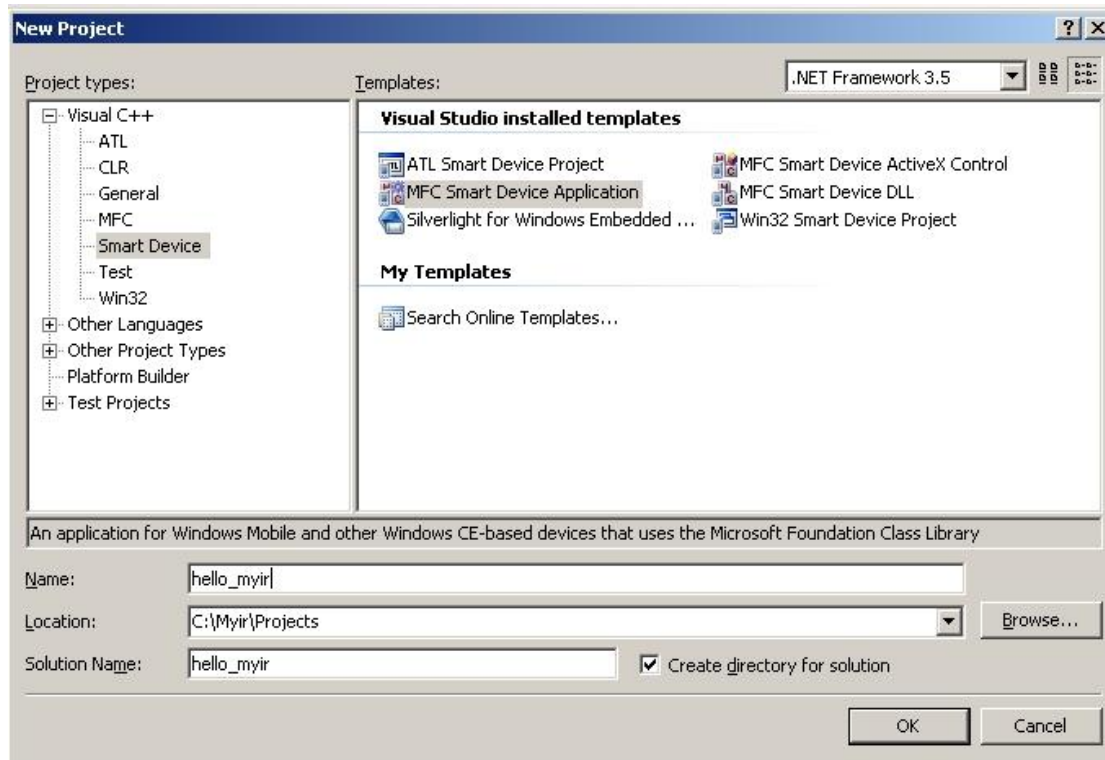 New Project
Project types:
Templates:
.NET Framework 3.5
Visual C++
ATL
CLR
General
MFC
Smart Device
Test
Win32
Other Languages
Other Project Types
Platform Builder
Test Projects
Visual Studio installed templates
ATL Smart Device Project
MFC Smart Device ActiveX Control
MFC Smart Device Application
MFC Smart Device DLL
Silverlight for Windows Embedded ...
Win32 Smart Device Project
My Templates
Search Online Templates...
An application for Windows Mobile and other Windows CE-based devices that uses the Microsoft Foundation Class Library
Name:
hello_myir
Location:
C:\Myir\Projects
Browse...
Solution Name:
hello_myir
Create directory for solution
OK
Cancel